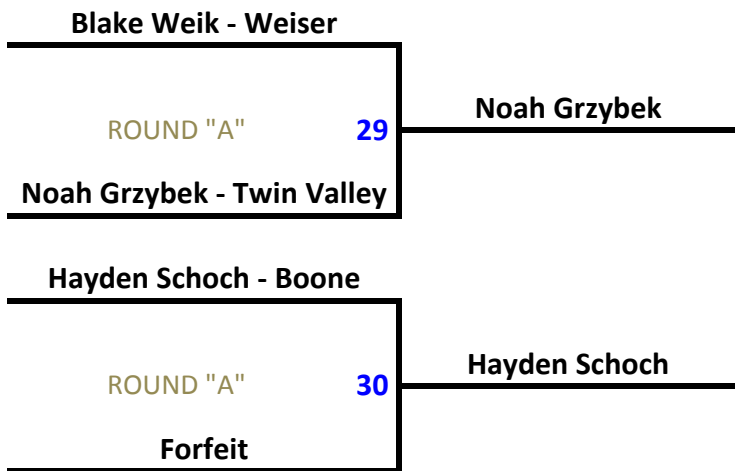 Blake Weik - Weiser
ROUND "A" 29
Noah Grzybek
Noah Grzybek - Twin Valley
Hayden Schoch - Boone
ROUND "A" 30
Hayden Schoch
Forfeit